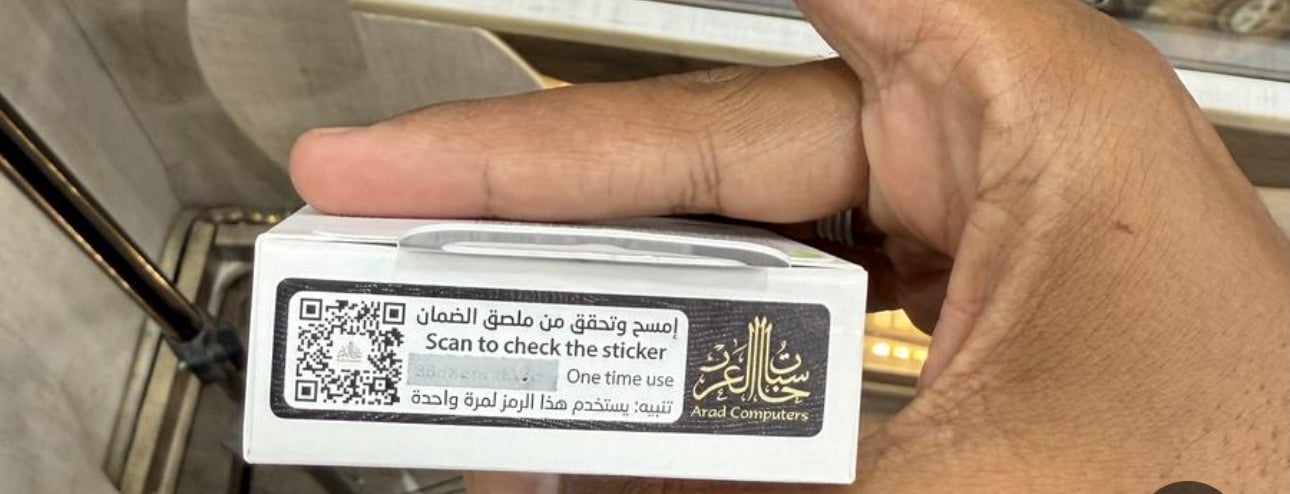 إمسح وتحقق من ملصق الضمان
Scan to check the sticker
One time use
تنبيه: يستخدم هذا الرمز لمرة واحدة
حاسبات العرد
Arad Computers